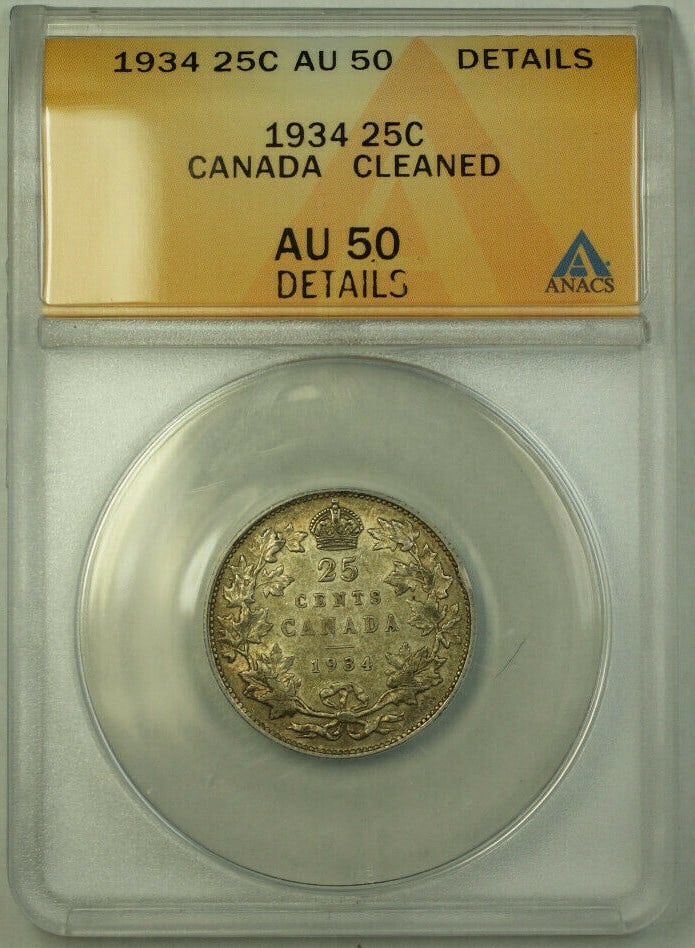 1934 25C AU 50 DETAILS
1934 25C
CANADA CLEANED
AU 50
DETAILS
ANACS
25
CENTS
CANADA
1934